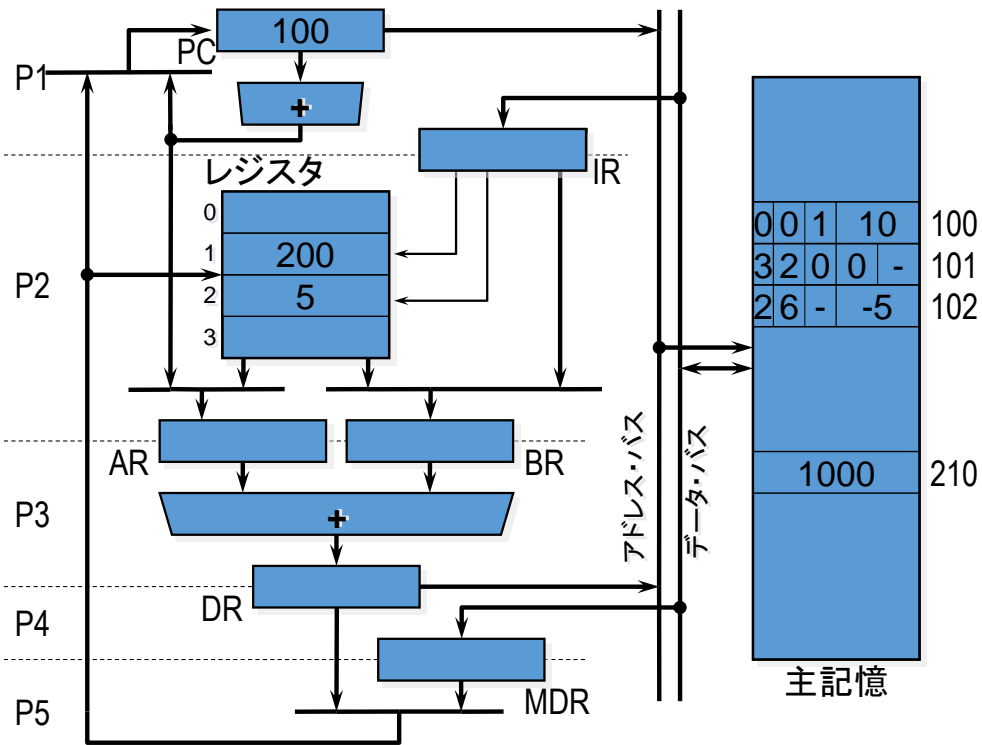 100
PC
P1
+
IR
レジスタ
0
0 0 1 10 100
1 200
3 2 0 0 - 101
P2
2 5
2 6 - -5 102
3
アドレス・バス
データ・バス
AR
BR
1000 210
P3
+
DR
P4
主記憶
MDR
P5